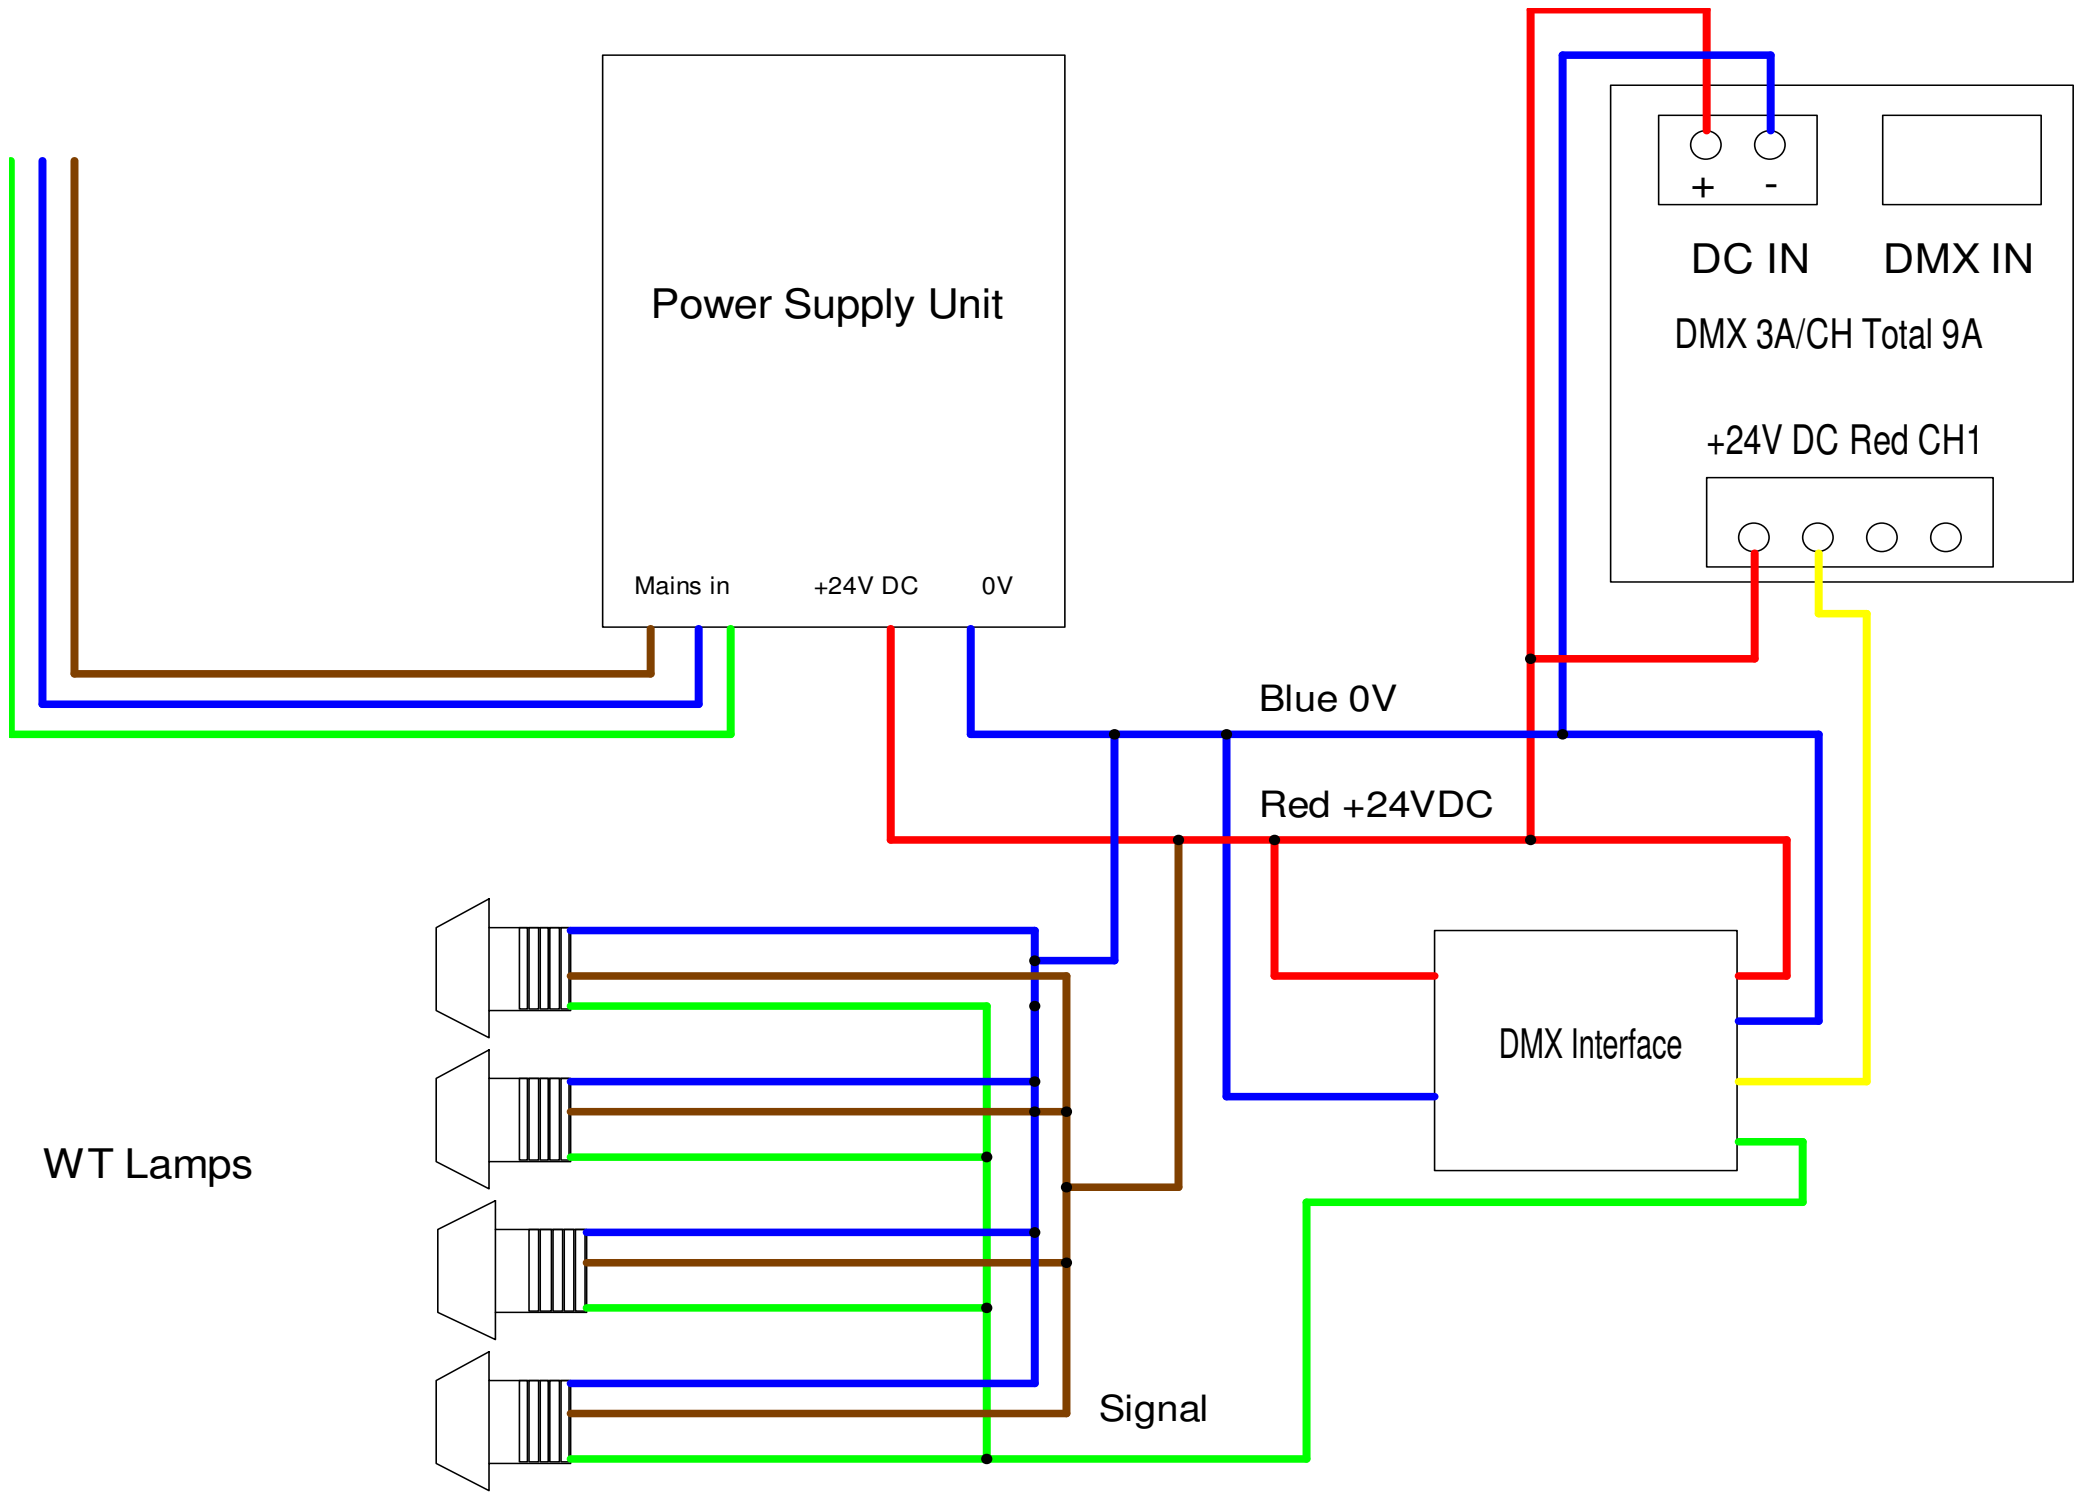 + -
DC IN DMX IN
Power Supply Unit
DMX 3A/CH Total 9A
+24V DC Red CH1
Mains in +24V DC 0V
Blue 0V
Red +24VDC
DMX Interface
WT Lamps
Signal